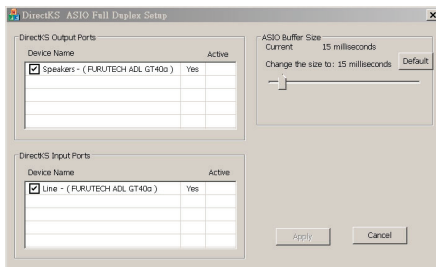 DirectKS ASIO Full Duplex Setup
DirectKS Output Ports
Device Name Active
Speakers - ( FURUTECH ADL GT40α ) Yes
ASIO Buffer Size
Current 15 milliseconds
Change the size to: 15 milliseconds Default
DirectKS Input Ports
Device Name Active
Line - ( FURUTECH ADL GT40α ) Yes
Apply Cancel